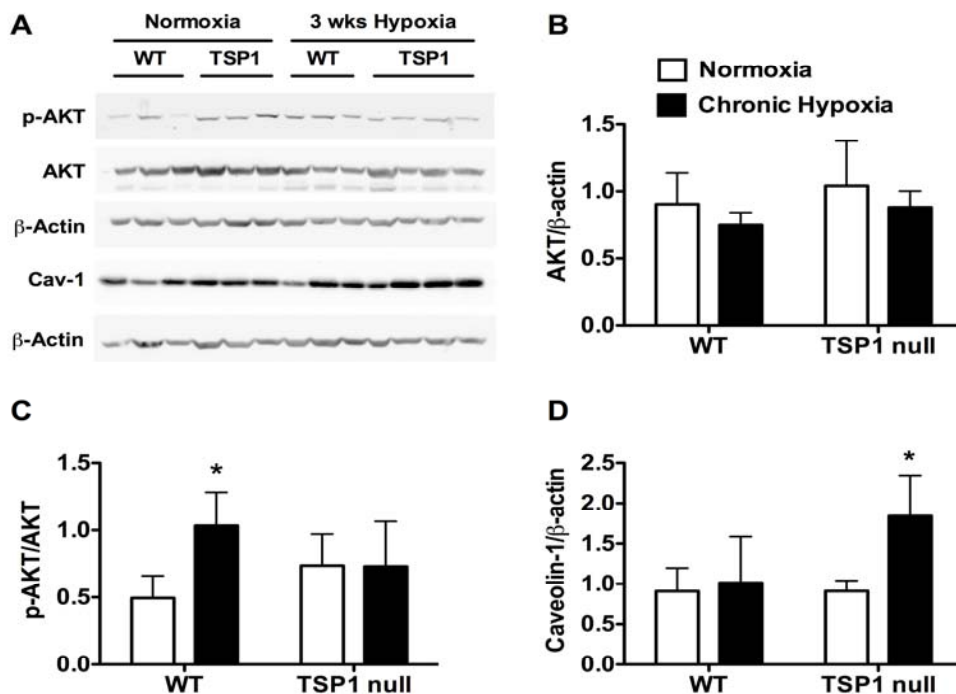 A
Normoxia 3 wks Hypoxia
WT TSP1 WT TSP1
p-AKT
AKT
β-Actin
Cav-1
β-Actin
B
Normoxia
Chronic Hypoxia
AKT/β-actin
1.5
1.0
0.5
0.0
WT TSP1 null
C
p-AKT/AKT
1.5
*
1.0
0.5
0.0
WT TSP1 null
D
Caveolin-1/β-actin
2.5
*
2.0
1.5
1.0
0.5
0.0
WT TSP1 null